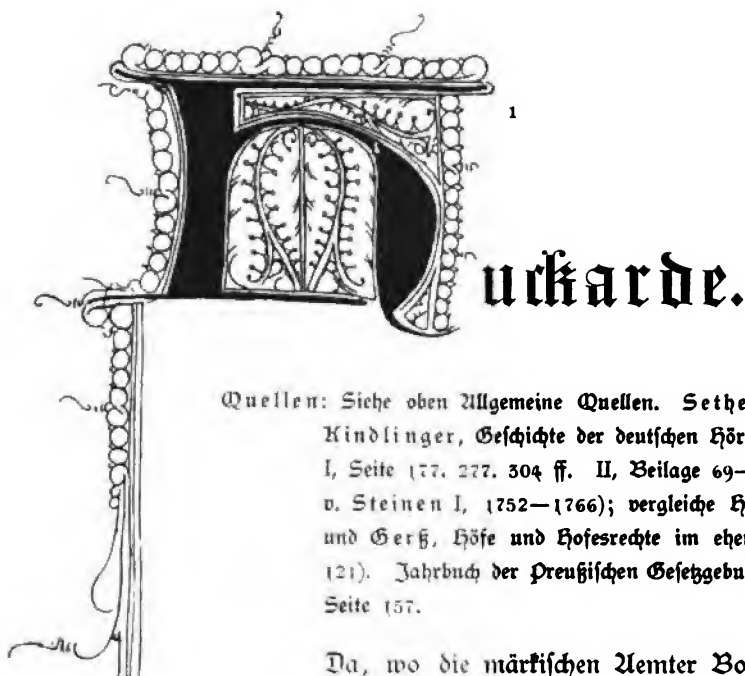 1
Huckarde.
Quellen: Siehe oben Allgemeine Quellen. Sethe
Kindlinger, Geschichte der deutschen Hör
I, Seite 177. 277. 304 ff. II, Beilage 69—
v. Steinen I, 1752—1766); vergleiche H
und Gerß, Höfe und Hofesrechte im ehe
121). Jahrbuch der Preußischen Gesetzgebu
Seite 157.
Da, wo die märkischen Aemter Bo